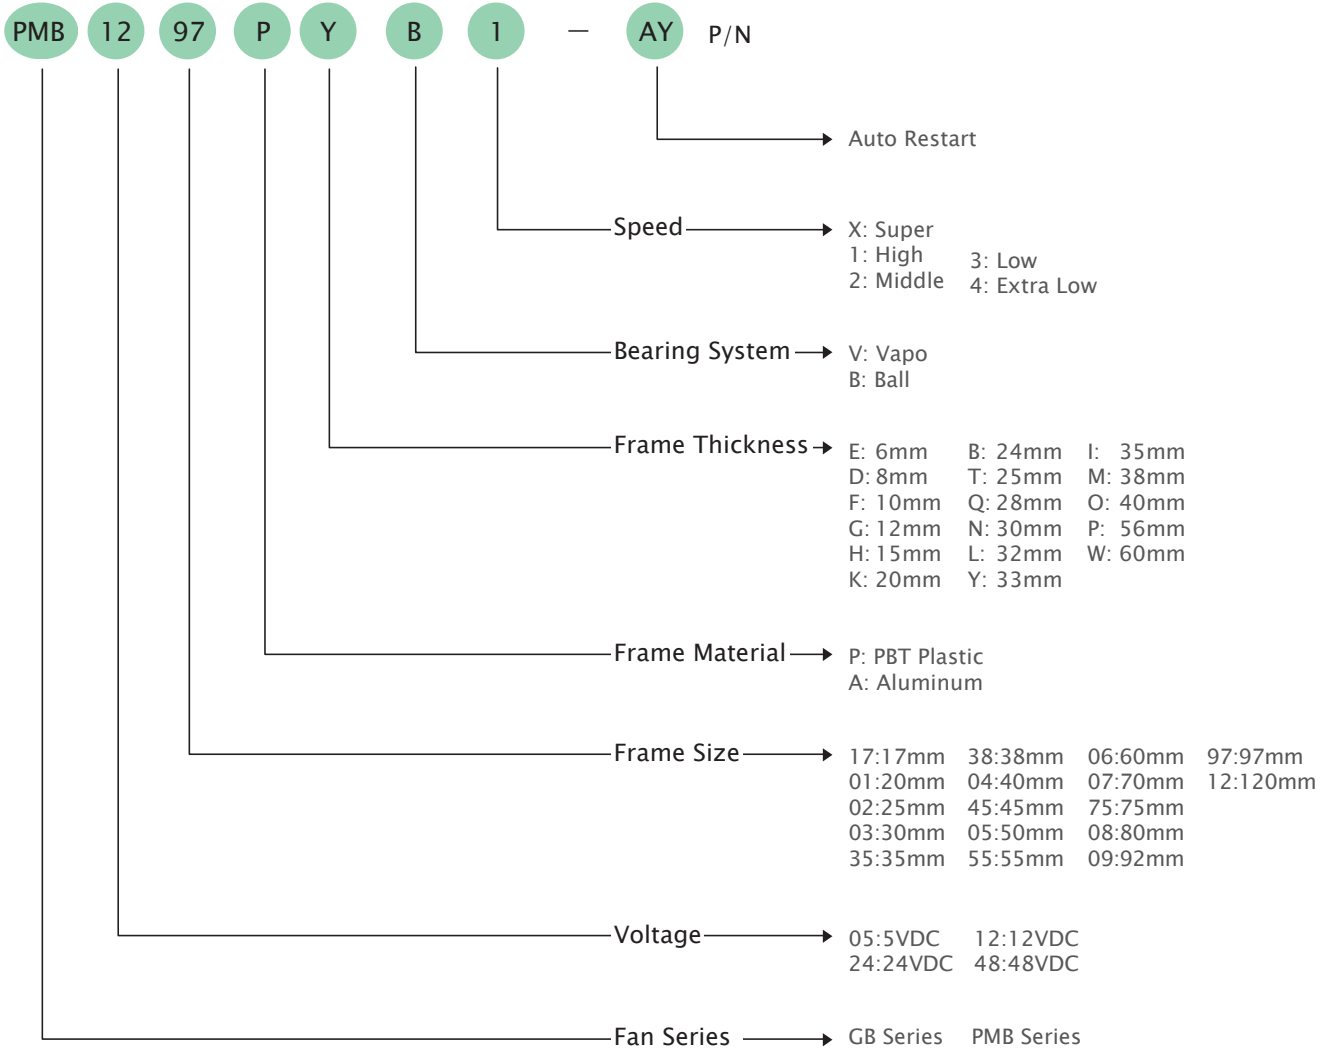 PMB 12 97 P Y B 1 — AY P/N
Auto Restart
Speed
X: Super
1: High
2: Middle
3: Low
4: Extra Low
Bearing System
V: Vapo
B: Ball
Frame Thickness
E: 6mm B: 24mm I: 35mm
D: 8mm T: 25mm M: 38mm
F: 10mm Q: 28mm O: 40mm
G: 12mm N: 30mm P: 56mm
H: 15mm L: 32mm W: 60mm
K: 20mm Y: 33mm
Frame Material
P: PBT Plastic
A: Aluminum
Frame Size
17:17mm 38:38mm 06:60mm 97:97mm
01:20mm 04:40mm 07:70mm 12:120mm
02:25mm 45:45mm 75:75mm
03:30mm 05:50mm 08:80mm
35:35mm 55:55mm 09:92mm
Voltage
05:5VDC 12:12VDC
24:24VDC 48:48VDC
Fan Series
GB Series PMB Series